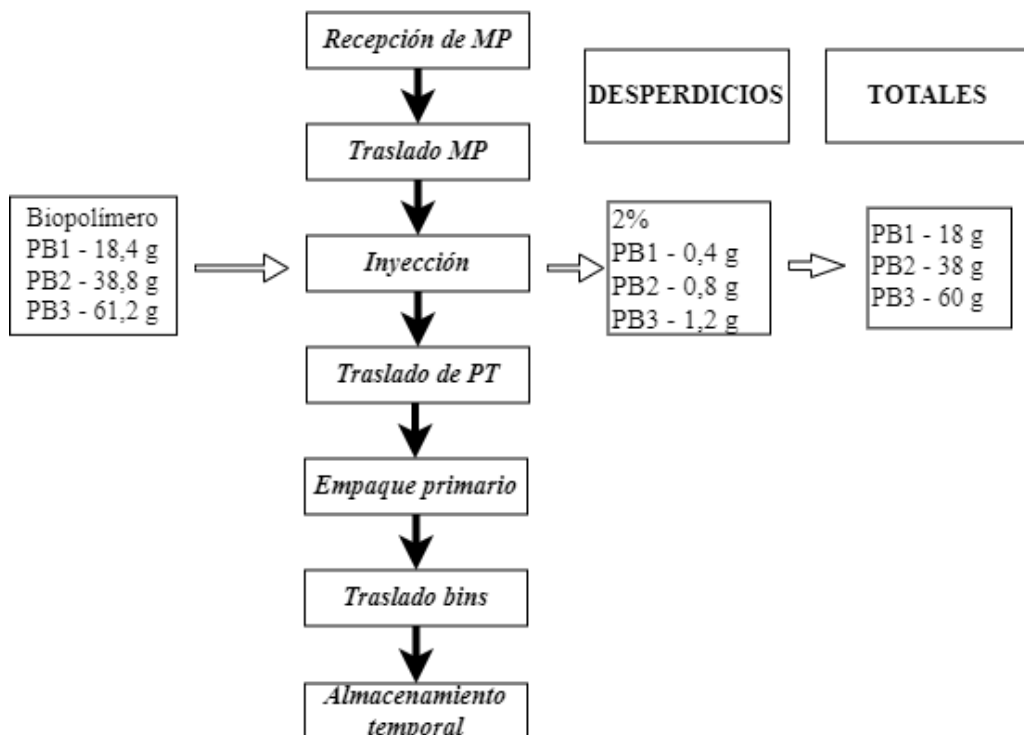 Recepción de MP
DESPERDICIOS
TOTALES
Traslado MP
Biopolímero
PB1 - 18,4 g
PB2 - 38,8 g
PB3 - 61,2 g
Inyección
2%
PB1 - 0,4 g
PB2 - 0,8 g
PB3 - 1,2 g
PB1 - 18 g
PB2 - 38 g
PB3 - 60 g
Traslado de PT
Empaque primario
Traslado bins
Almacenamiento
temporal